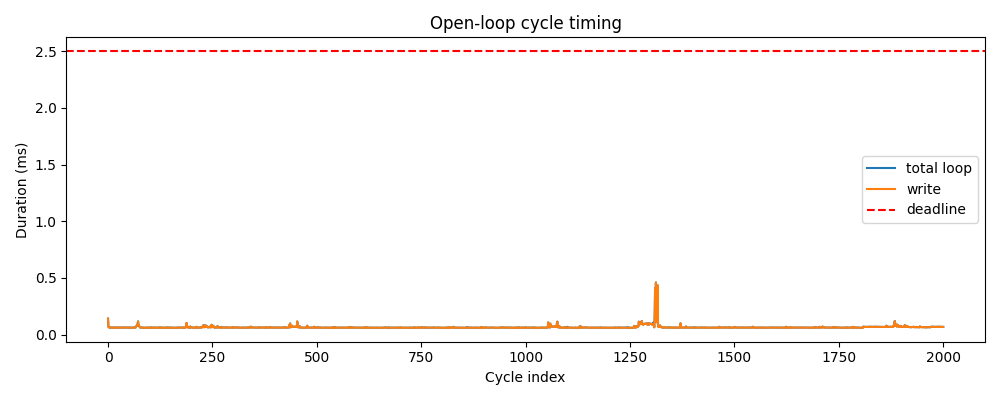 Open-loop cycle timing
Duration (ms)
2.5
2.0
1.5
1.0
0.5
0.0
total loop
write
deadline
0
250
500
750
1000
1250
1500
1750
2000
Cycle index